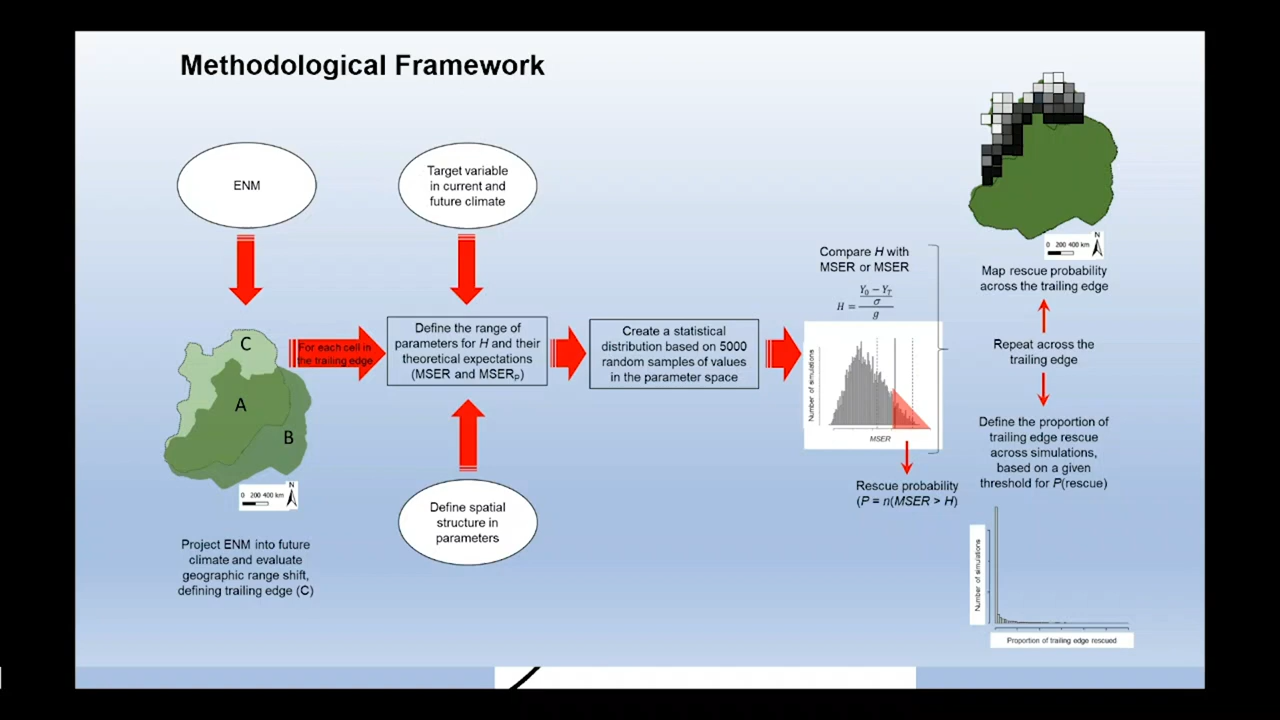 Methodological Framework
ENM
Target variable
in current and
future climate
C
A
B
N
0 200 400 km
Project ENM into future
climate and evaluate
geographic range shift,
defining trailing edge (C)
For each cell in
the trailing edge
Define the range of
parameters for H and their
theoretical expectations
(MSER and MSERp)
Define spatial
structure in
parameters
Create a statistical
distribution based on 5000
random samples of values
in the parameter space
Compare H with
MSER or MSER
H = ((Y0 − YT)/σ)/g
Number of simulations
MSER
Rescue probability
(P = n(MSER > H)
N
0 200 400 km
Map rescue probability
across the trailing edge
Repeat across the
trailing edge
Define the proportion of
trailing edge rescue
across simulations,
based on a given
threshold for P(rescue)
Number of simulations
Proportion of trailing edge rescued